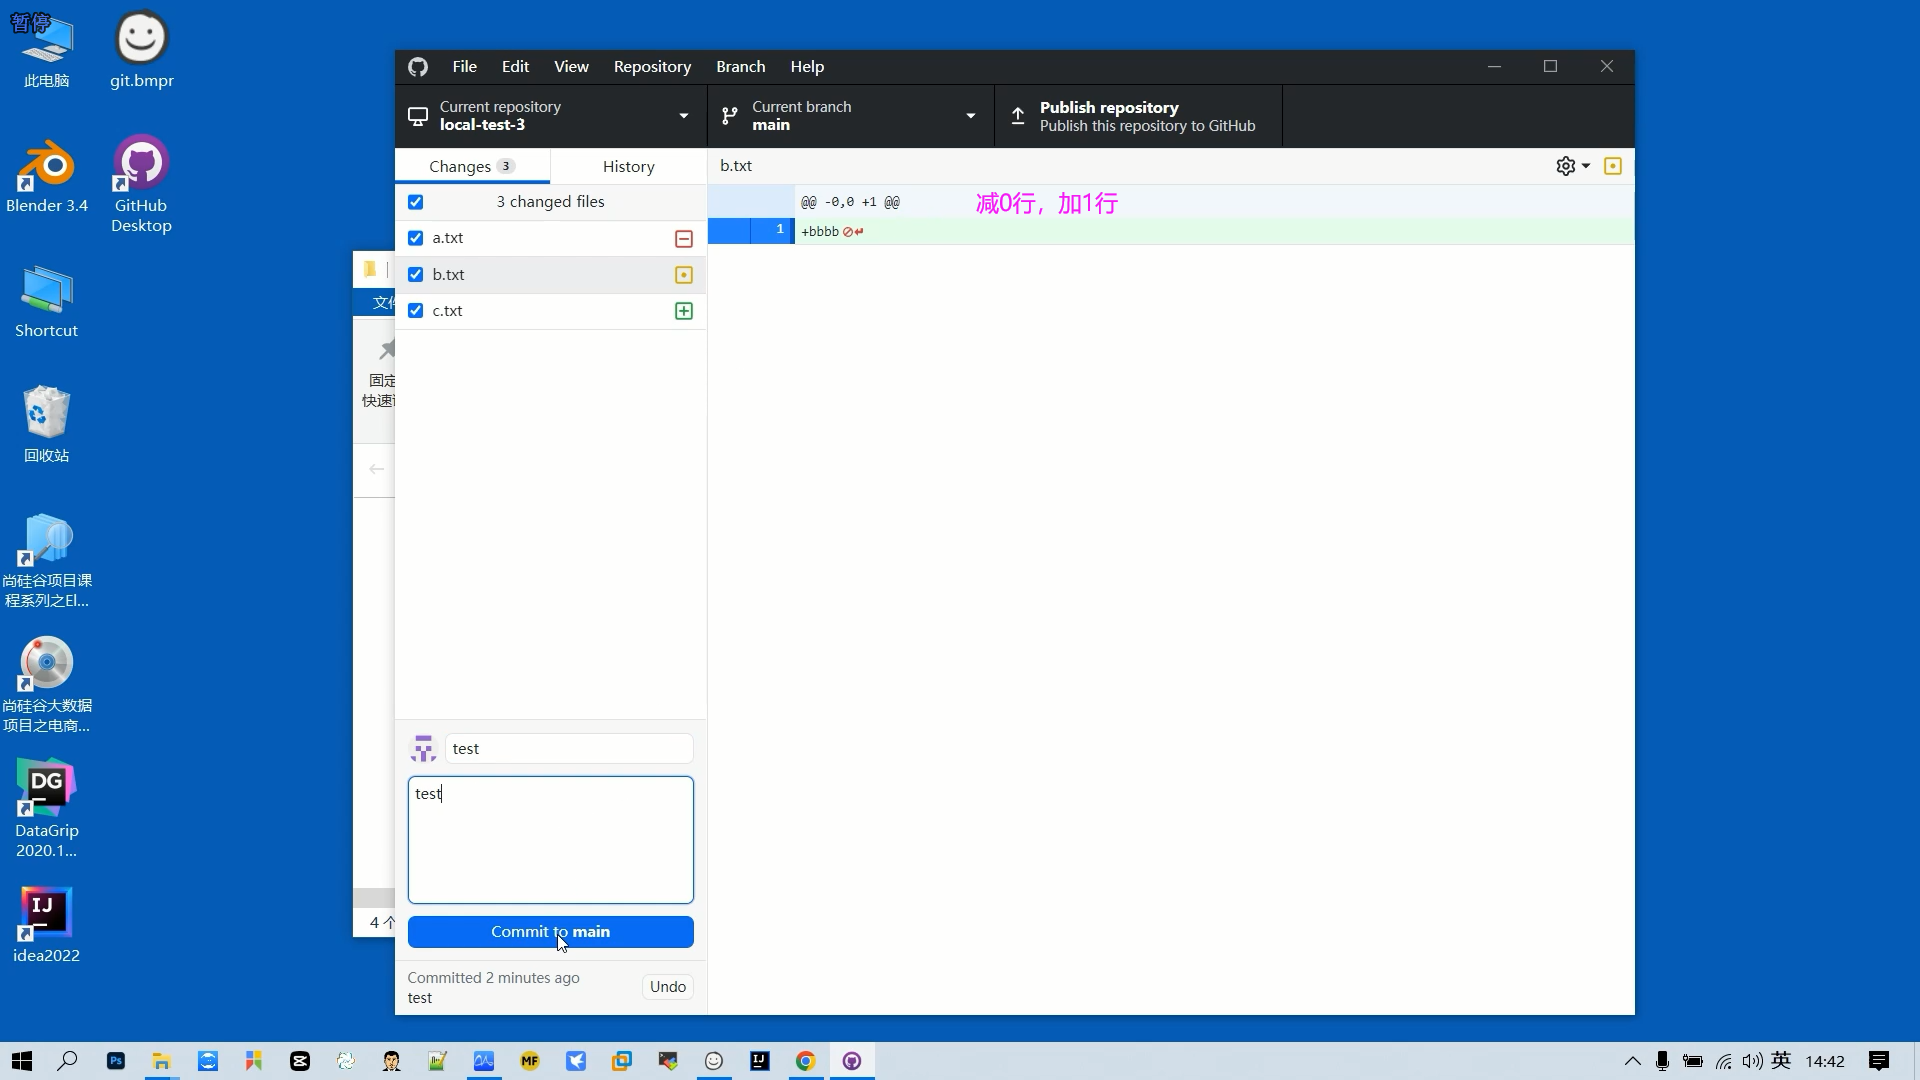 暂停
此电脑
git.bmpr
Blender 3.4
GitHub
Desktop
Shortcut
回收站
尚硅谷项目课
程系列之El...
尚硅谷大数据
项目之电商...
DG
DataGrip
2020.1...
IJ
idea2022
File Edit View Repository Branch Help
Current repository
local-test-3
Current branch
main
Publish repository
Publish this repository to GitHub
Changes 3
History
b.txt
3 changed files
@@ -0,0 +1 @@
减0行，加1行
1 +bbbb
a.txt
b.txt
c.txt
固定
4 个
test
test
Commit to main
Committed 2 minutes ago
test
Undo
Ps
MF
IJ
英
14:42